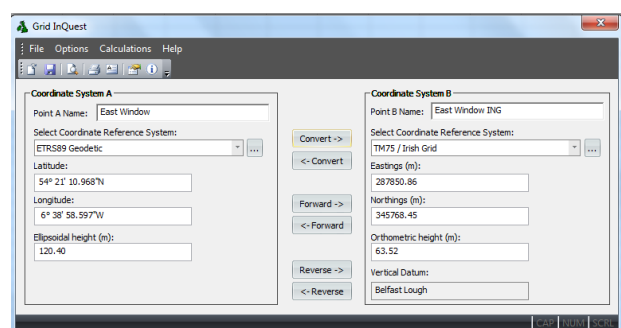 Grid InQuest
File Options Calculations Help
Coordinate System A
Point A Name: East Window
Select Coordinate Reference System:
ETRS89 Geodetic
...
Latitude:
54° 21' 10.968"N
Longitude:
6° 38' 58.597"W
Ellipsoidal height (m):
120.40
Convert ->
<- Convert
Forward ->
<- Forward
Reverse ->
<- Reverse
Coordinate System B
Point B Name: East Window ING
Select Coordinate Reference System:
TM75 / Irish Grid
...
Eastings (m):
287850.86
Northings (m):
345768.45
Orthometric height (m):
63.52
Vertical Datum:
Belfast Lough
CAP NUM SCRL